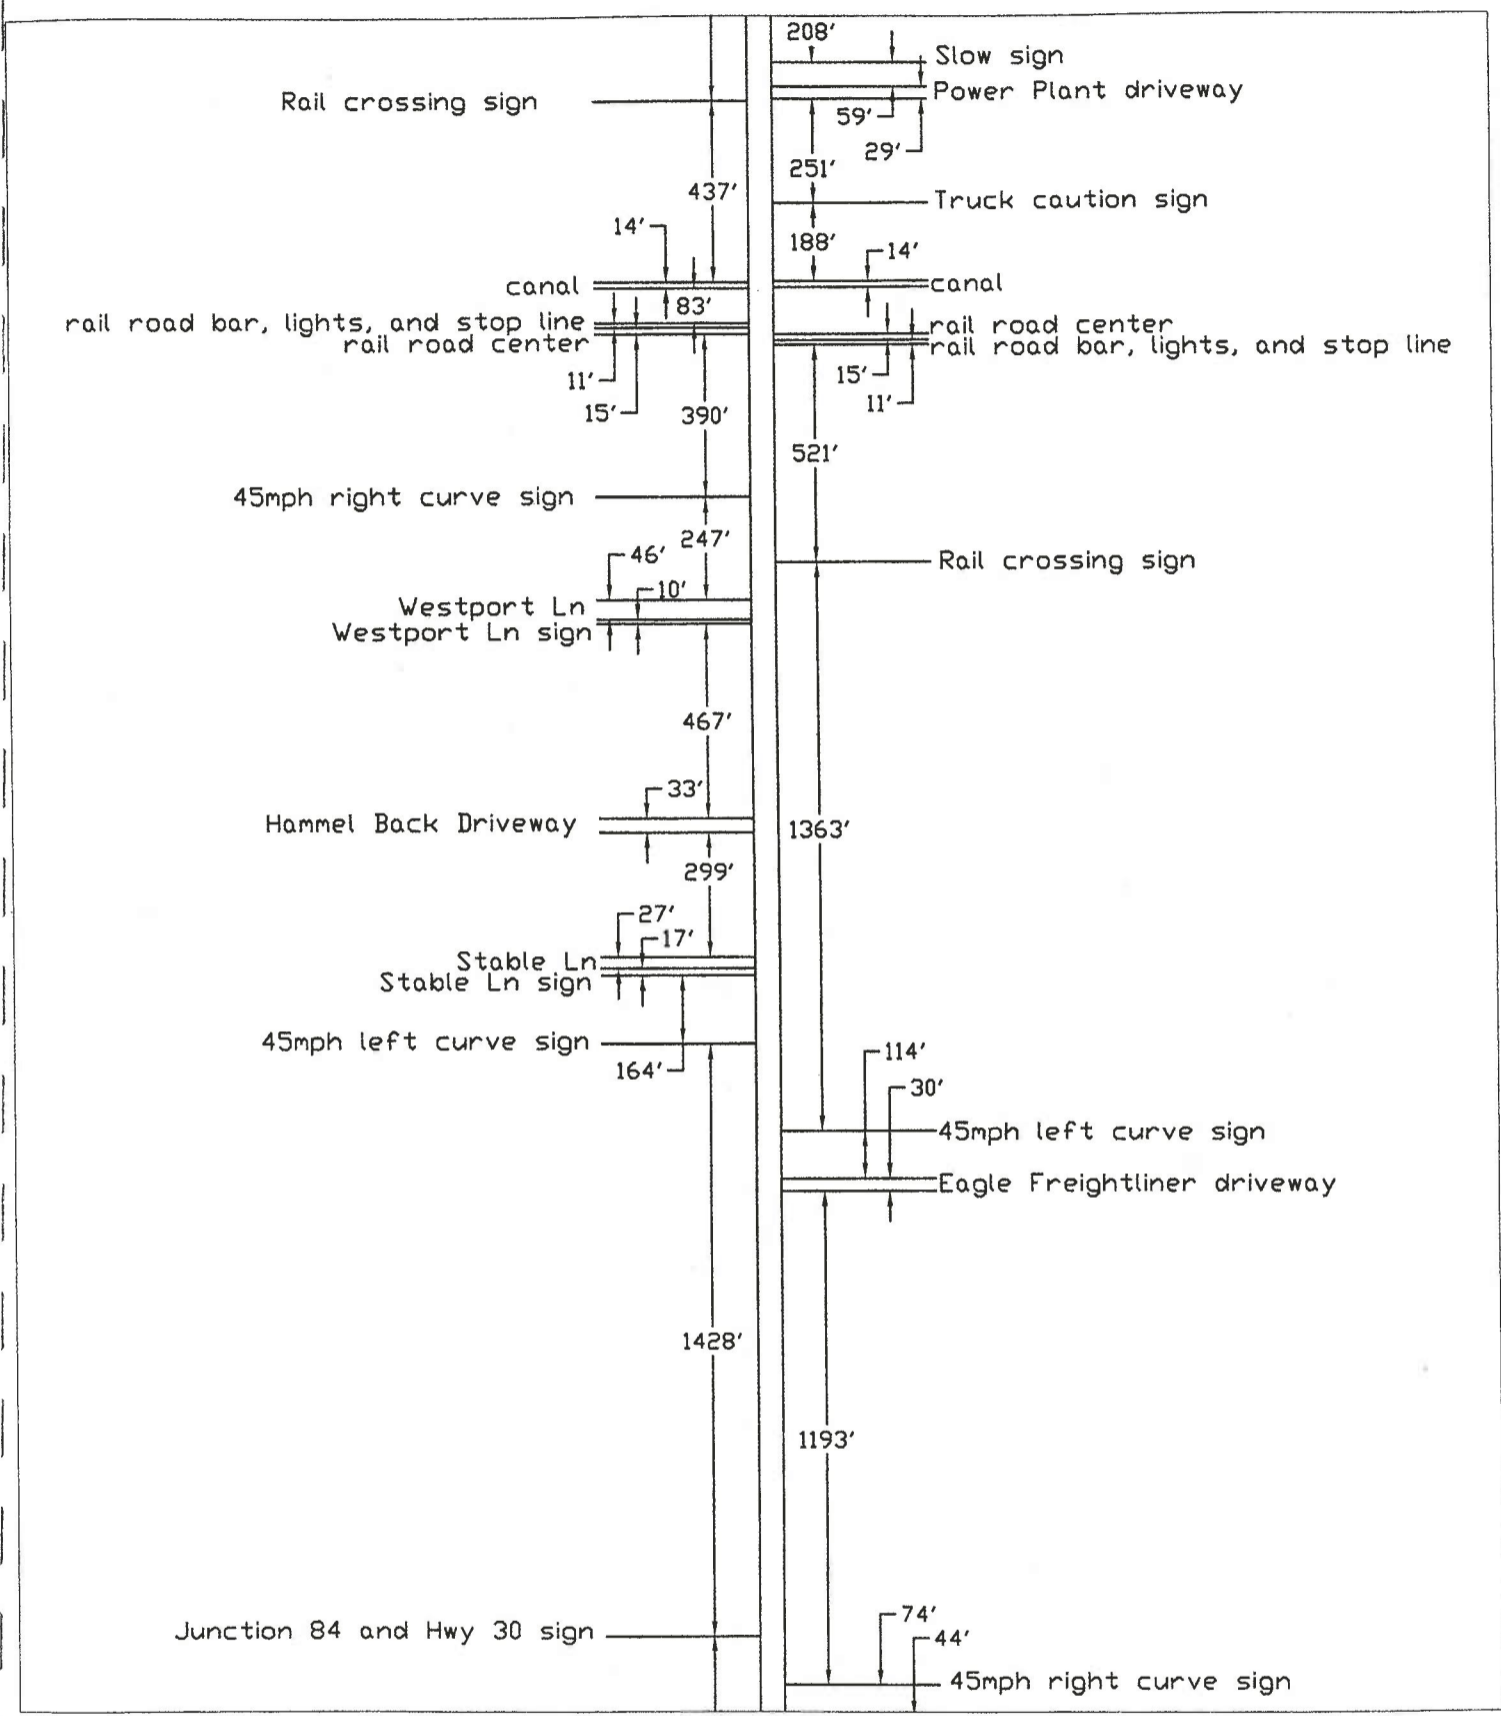 208'
Slow sign
Power Plant driveway
Rail crossing sign
59'
29'
251'
437'
Truck caution sign
14'
188'
14'
canal
canal
83'
rail road bar, lights, and stop line
rail road center
rail road center
rail road bar, lights, and stop line
11'
15'
15'
11'
390'
521'
45mph right curve sign
247'
46'
Rail crossing sign
10'
Westport Ln
Westport Ln sign
467'
33'
Hammel Back Driveway
1363'
299'
27'
17'
Stable Ln
Stable Ln sign
45mph left curve sign
114'
164'
30'
45mph left curve sign
Eagle Freightliner driveway
1428'
1193'
74'
Junction 84 and Hwy 30 sign
44'
45mph right curve sign